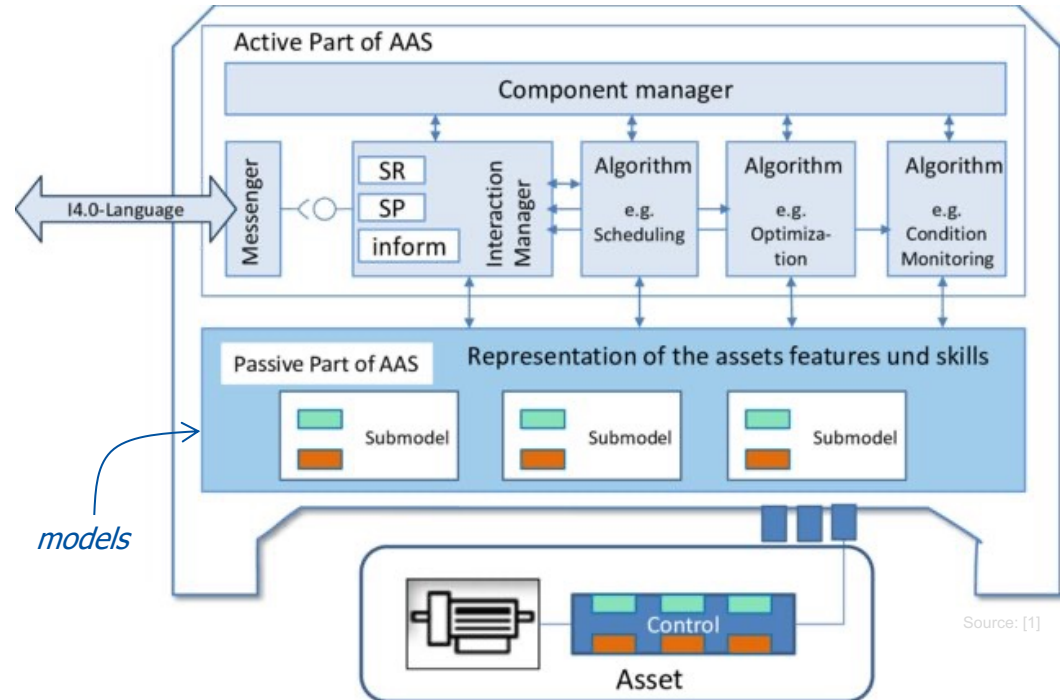 Active Part of AAS
Component manager
I4.0-Language
Messenger
SR
SP
inform
Interaction
Manager
Algorithm
e.g.
Scheduling
Algorithm
e.g.
Optimiza-
tion
Algorithm
e.g.
Condition
Monitoring
Passive Part of AAS
Representation of the assets features und skills
Submodel
Submodel
Submodel
models
Control
Asset
Source: [1]